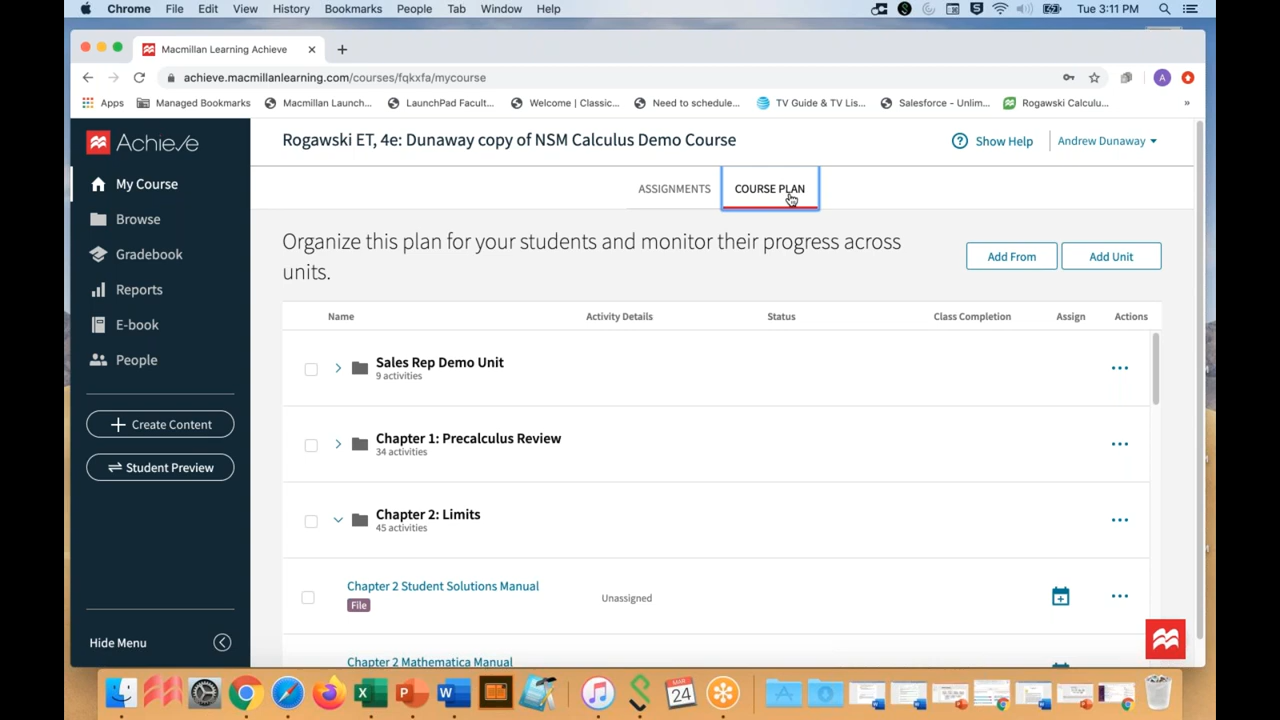 Chrome File Edit View History Bookmarks People Tab Window Help
Tue 3:11 PM
Macmillan Learning Achieve
achieve.macmillanlearning.com/courses/fqkxfa/mycourse
A
Apps Managed Bookmarks Macmillan Launch... LaunchPad Facult... Welcome | Classic... Need to schedule... TV Guide & TV Lis... Salesforce - Unlim... Rogawski Calculu... »
Achieve
Rogawski ET, 4e: Dunaway copy of NSM Calculus Demo Course
Show Help
Andrew Dunaway
My Course
Browse
Gradebook
Reports
E-book
People
Create Content
Student Preview
Hide Menu
ASSIGNMENTS COURSE PLAN
Organize this plan for your students and monitor their progress across
units.
Add From Add Unit
Name Activity Details Status Class Completion Assign Actions
Sales Rep Demo Unit
9 activities
Chapter 1: Precalculus Review
34 activities
Chapter 2: Limits
45 activities
Chapter 2 Student Solutions Manual
File
Unassigned
Chapter 2 Mathematica Manual
X P W
MAR
24